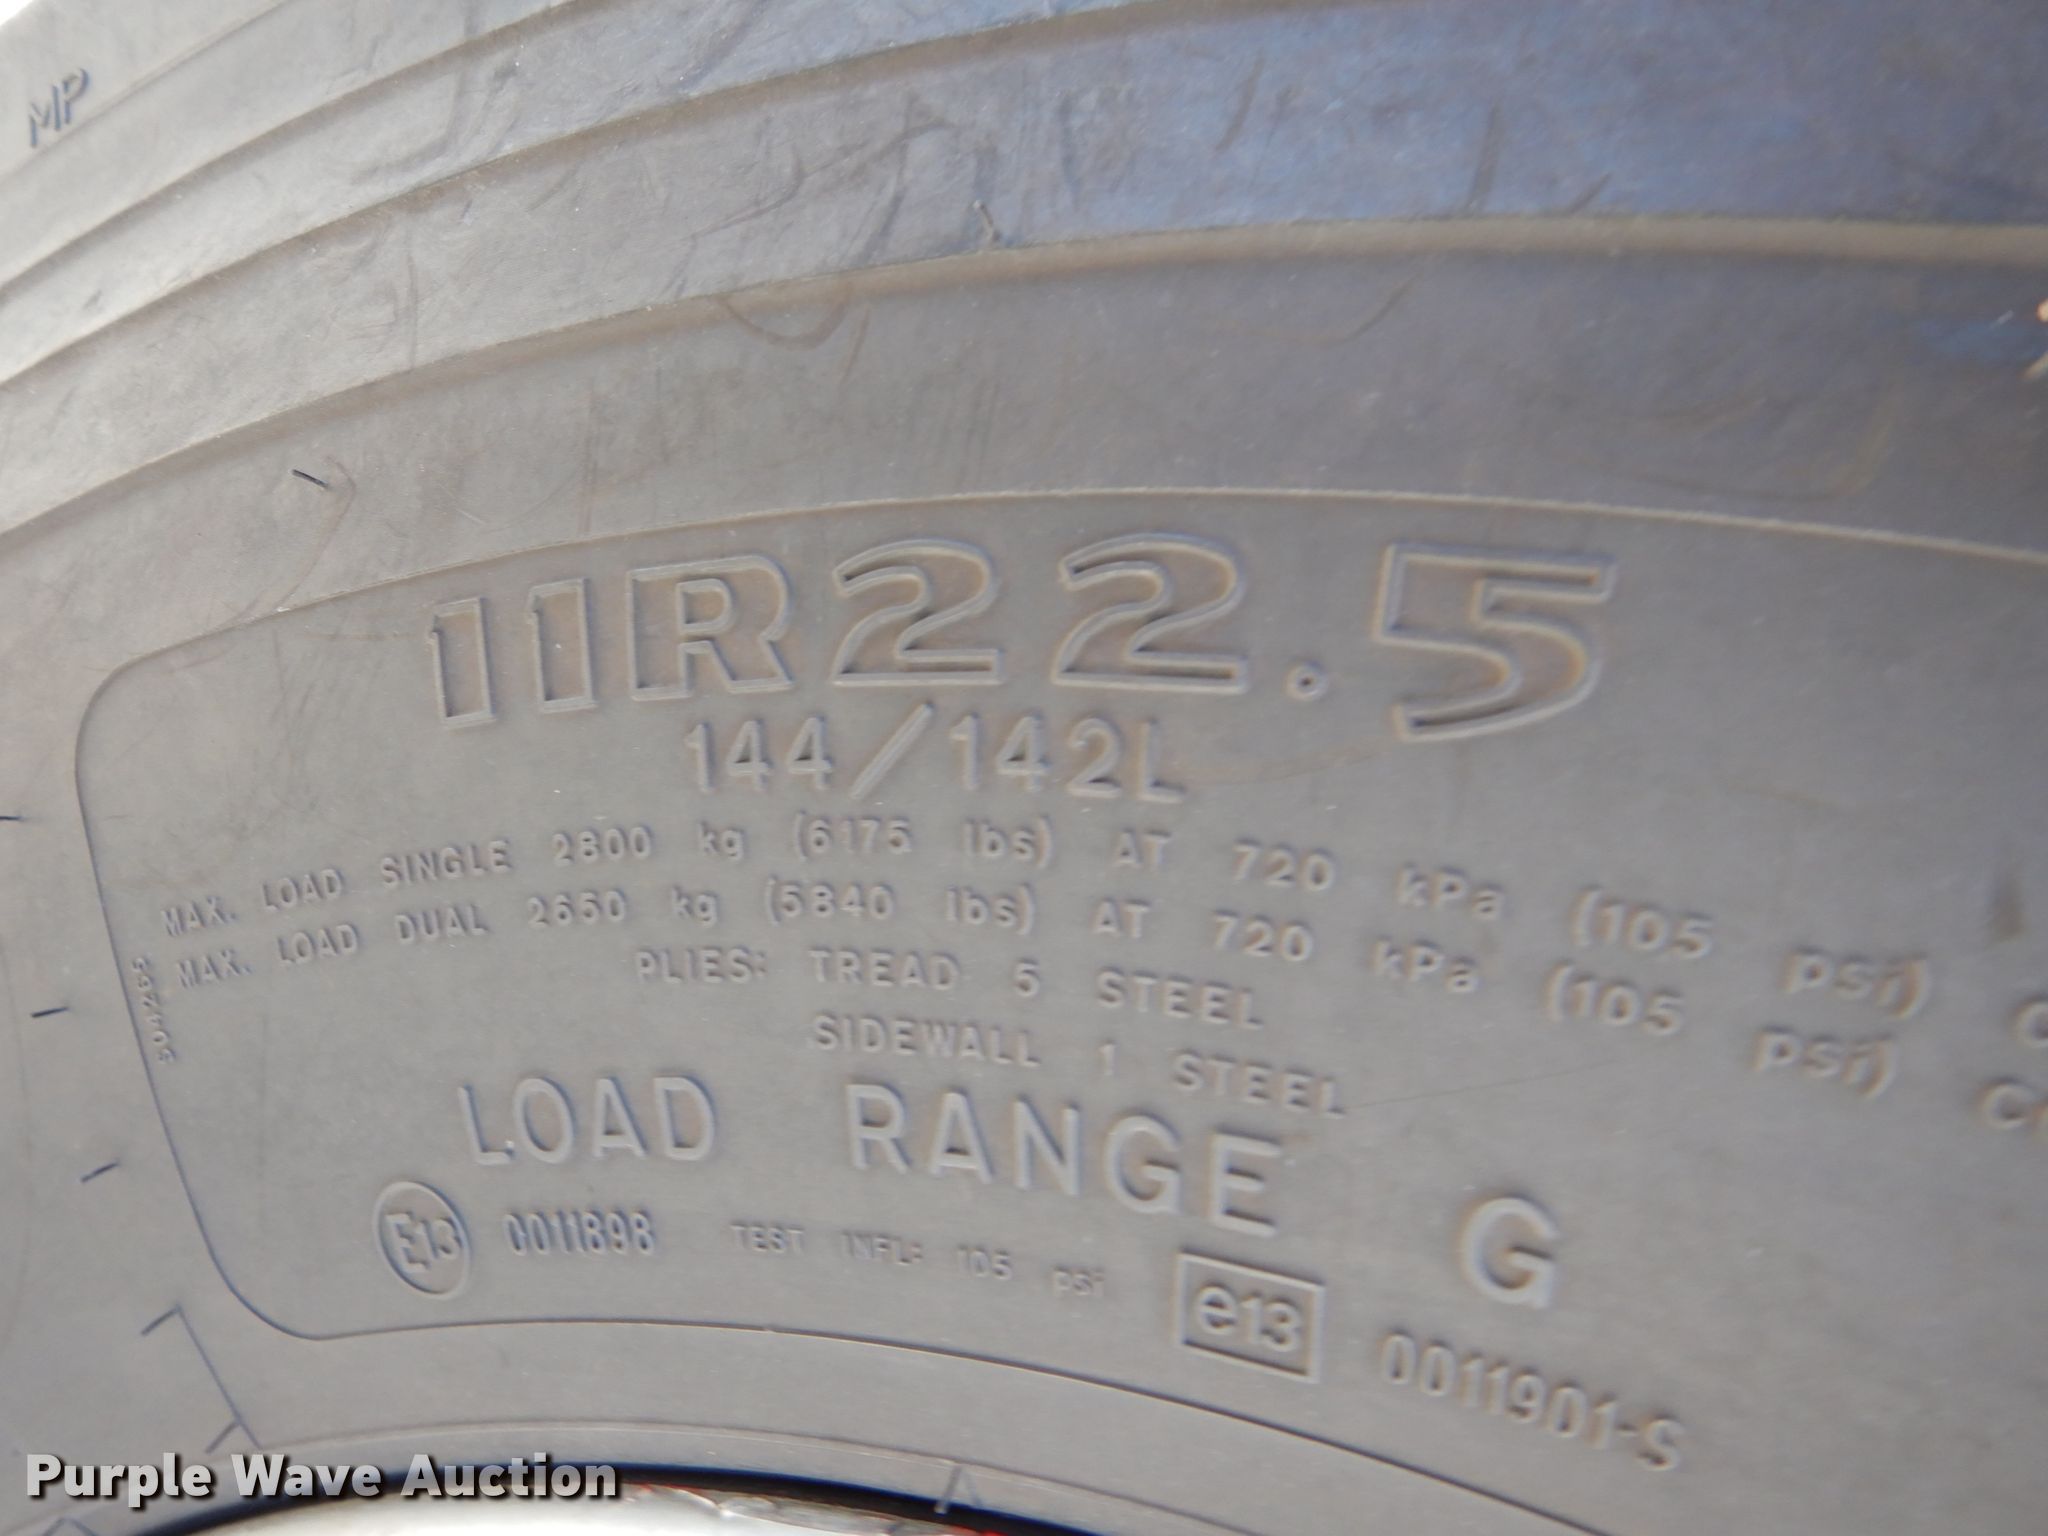 MP
11R22.5
144/142L
MAX. LOAD SINGLE 2800 kg (6175 lbs) AT 720 kPa (105 psi)
MAX. LOAD DUAL 2650 kg (5840 lbs) AT 720 kPa (105 psi)
PLIES: TREAD 5 STEEL
SIDEWALL 1 STEEL
LOAD RANGE G
E13 0011898 TEST INFL: 105 psi e13 0011901-S
Purple Wave Auction